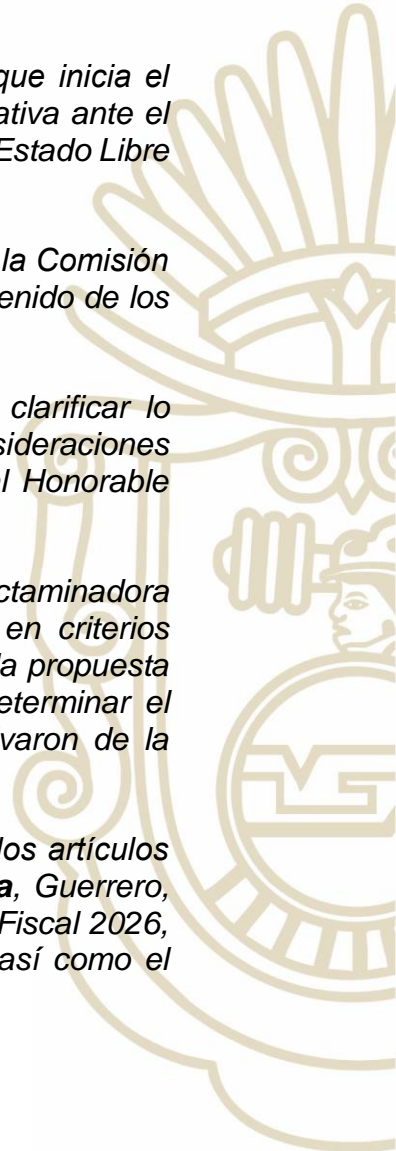 que inicia el
ativa ante el
Estado Libre
la Comisión
enido de los
clarificar lo
sideraciones
l Honorable
ctaminadora
en criterios
la propuesta
eterminar el
varon de la
los artículos
a, Guerrero,
Fiscal 2026,
así como el